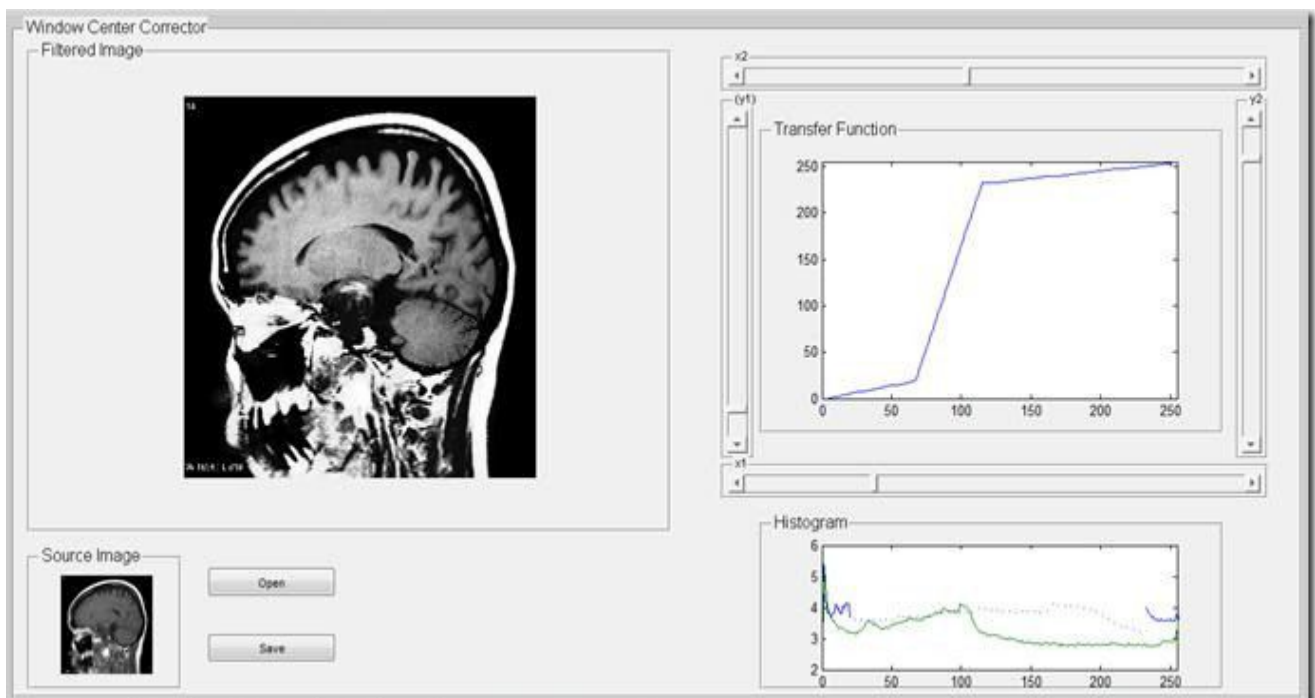 Window Center Corrector
Filtered Image
x2
(y1)
y2
Transfer Function
250
200
150
100
50
0
0 50 100 150 200 250
x1
Histogram
6
5
4
3
2
0 50 100 150 200 250
Source Image
Open
Save